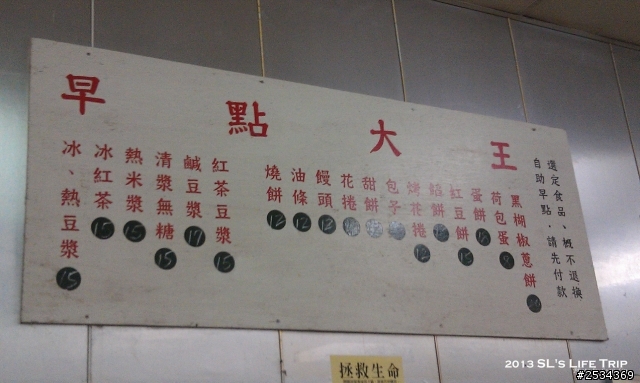 早點大王
冰、熱豆漿 15
冰紅茶 15
熱米漿 15
清漿無糖 15
鹹豆漿 17
紅茶豆漿 15
燒餅 12
油條 12
饅頭 12
花捲
甜餅
包子
燒花捲 12
餡餅 15
紅豆餅 15
蛋餅
荷包蛋 9
黑椒蔥餅
自助早點．請先付款
選定食品、概不退換
拯救生命
2013 SL's Life Trip
#2534369